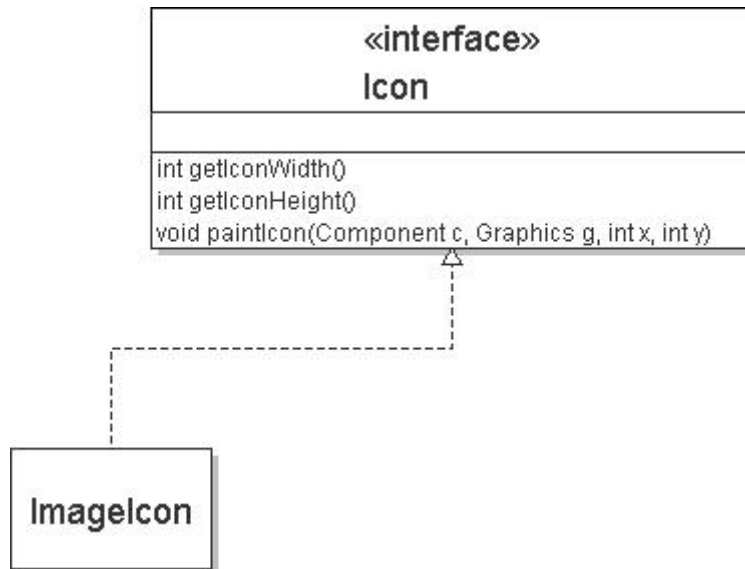 «interface»
Icon
int getIconWidth()
int getIconHeight()
void paintIcon(Component c, Graphics g, int x, int y)
ImageIcon